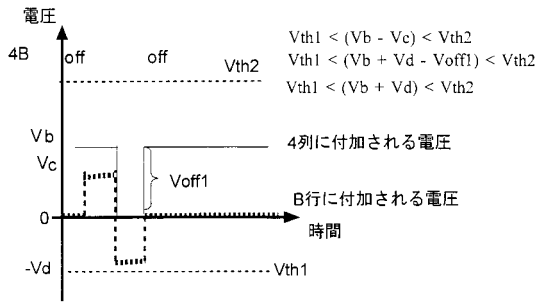 電圧
4B
off
off
Vth2
Vth1 < (Vb - Vc) < Vth2
Vth1 < (Vb + Vd - Voff1) < Vth2
Vth1 < (Vb + Vd) < Vth2
Vb
4列に付加される電圧
Vc
Voff1
B行に付加される電圧
0
時間
-Vd
Vth1